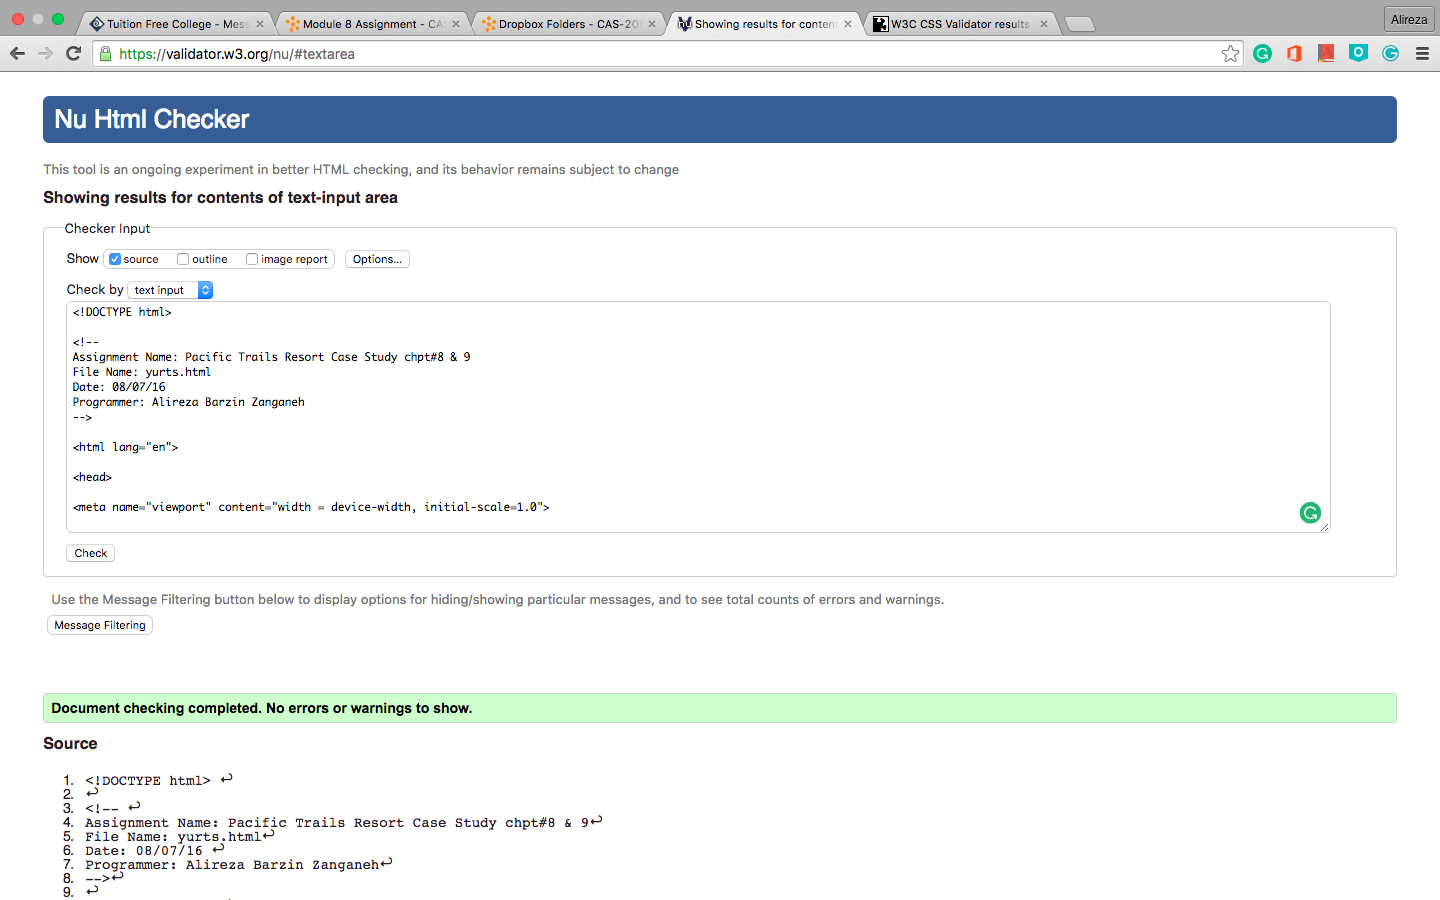 Tuition Free College - Mess
Module 8 Assignment - CA
Dropbox Folders - CAS-20
Showing results for conten
W3C CSS Validator results
Alireza
https://validator.w3.org/nu/#textarea
Nu Html Checker
This tool is an ongoing experiment in better HTML checking, and its behavior remains subject to change
Showing results for contents of text-input area
Checker Input
Show source outline image report Options...
Check by text input
<!DOCTYPE html>
<!--
Assignment Name: Pacific Trails Resort Case Study chpt#8 & 9
File Name: yurts.html
Date: 08/07/16
Programmer: Alireza Barzin Zanganeh
-->
<html lang="en">
<head>
<meta name="viewport" content="width = device-width, initial-scale=1.0">
Check
Use the Message Filtering button below to display options for hiding/showing particular messages, and to see total counts of errors and warnings.
Message Filtering
Document checking completed. No errors or warnings to show.
Source
1. <!DOCTYPE html> ↩
2. ↩
3. <!-- ↩
4. Assignment Name: Pacific Trails Resort Case Study chpt#8 & 9↩
5. File Name: yurts.html↩
6. Date: 08/07/16 ↩
7. Programmer: Alireza Barzin Zanganeh↩
8. -->↩
9. ↩